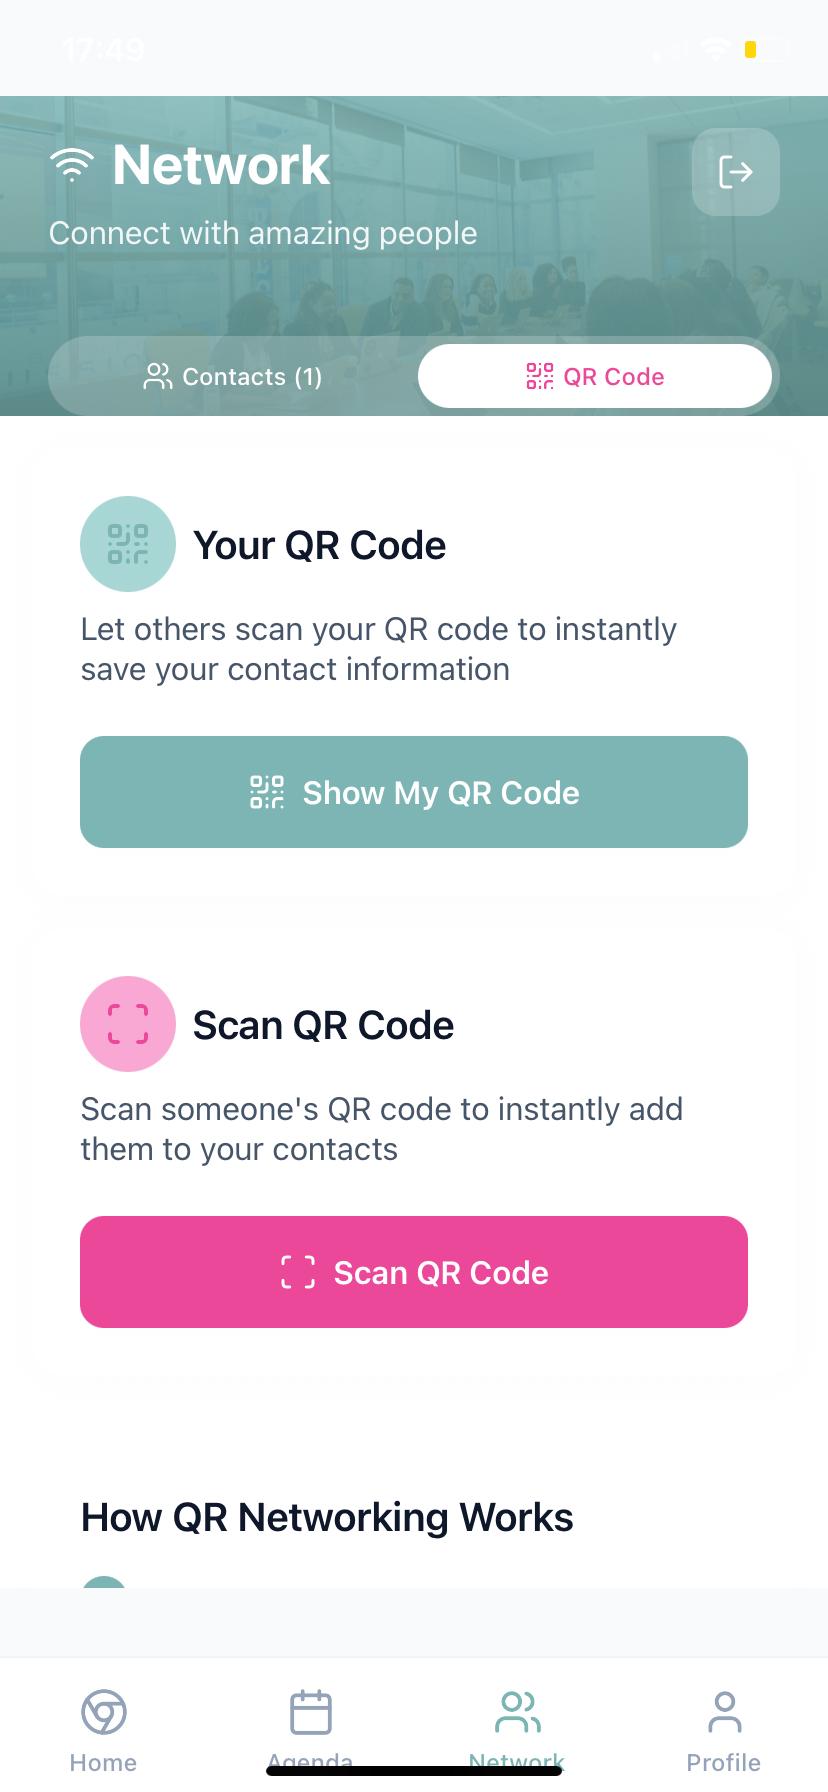 17:49
Network
Connect with amazing people
Contacts (1)
QR Code
Your QR Code
Let others scan your QR code to instantly
save your contact information
Show My QR Code
Scan QR Code
Scan someone's QR code to instantly add
them to your contacts
Scan QR Code
How QR Networking Works
Home
Agenda
Network
Profile